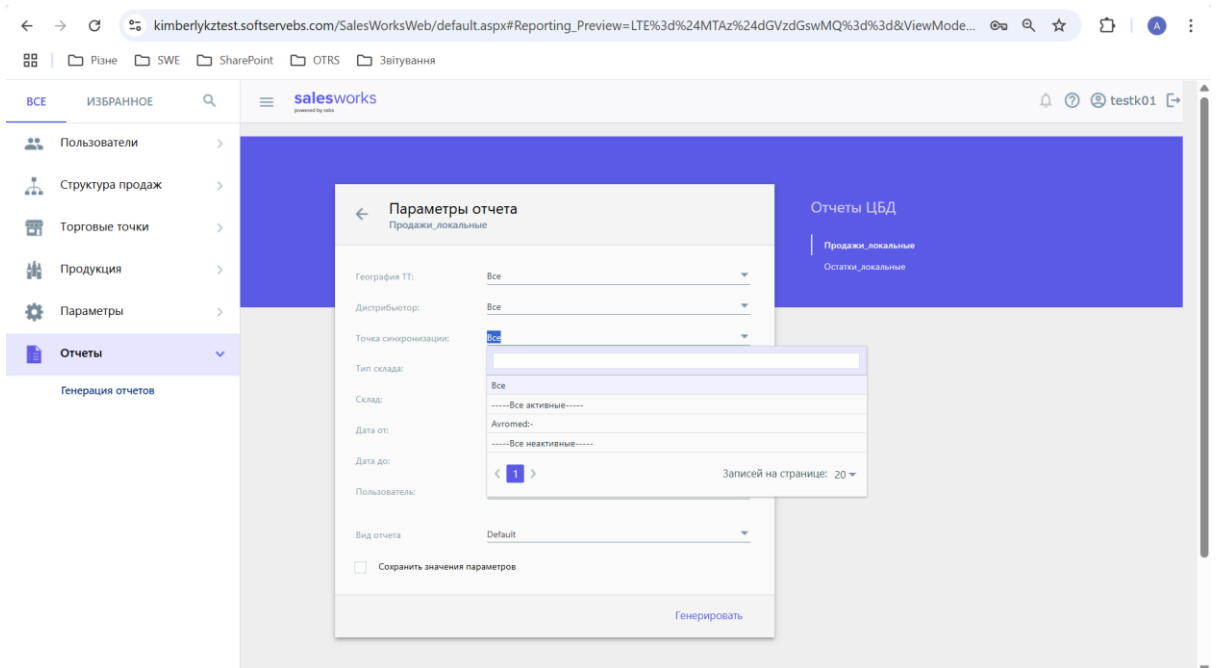 kimberlykztest.softservebs.com/SalesWorksWeb/default.aspx#Reporting_Preview=LTE%3d%24MTAz%24dGVzdGswMQ%3d%3d&ViewMode...
A
Різне
SWE
SharePoint
OTRS
Звітування
ВСЕ ИЗБРАННОЕ
salesworks
testk01
Пользователи
Структура продаж
Торговые точки
Продукция
Параметры
Отчеты
Генерация отчетов
Параметры отчета
Продажи_локальные
География ТТ: Все
Дистрибьютор: Все
Точка синхронизации: Все
Тип склада:
Склад:
Дата от:
Дата до:
Пользователь:
Все
-----Все активные-----
Avromed:-
-----Все неактивные-----
1
Записей на странице: 20
Вид отчета Default
Сохранить значения параметров
Генерировать
Отчеты ЦБД
Продажи_локальные
Остатки_локальные